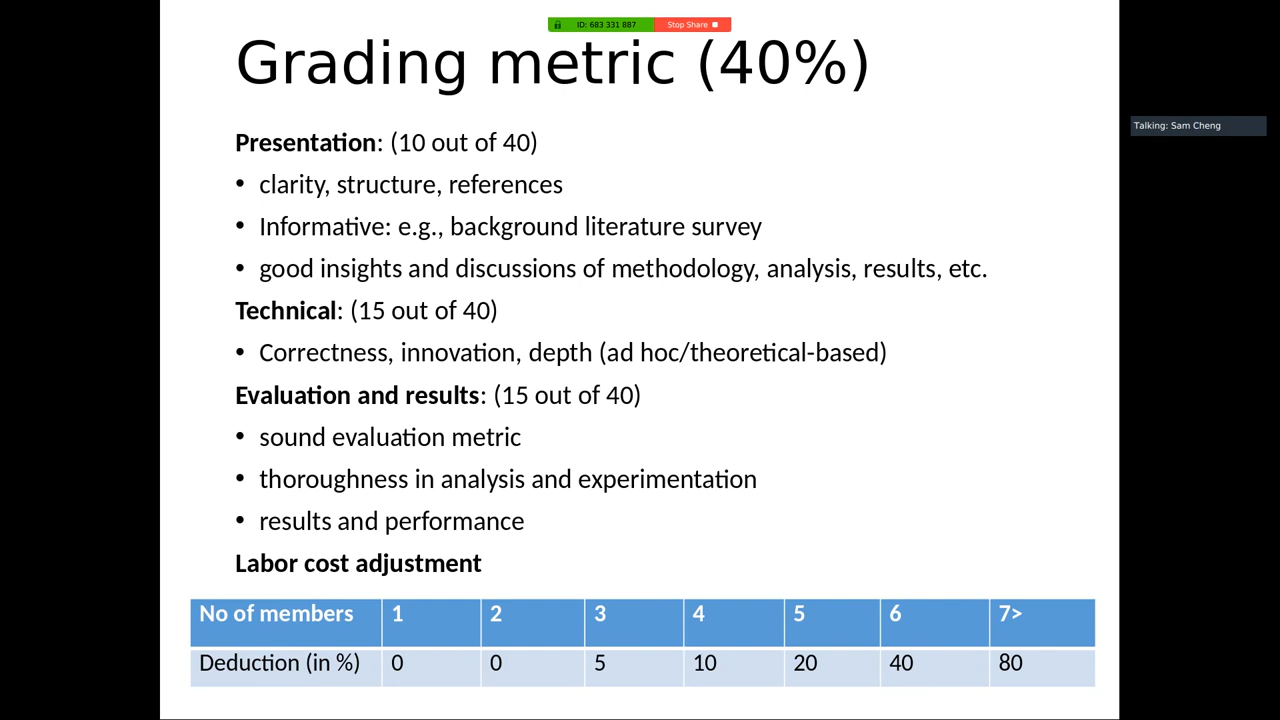 ID: 683 331 887 Stop Share
Grading metric (40%)
Talking: Sam Cheng
Presentation: (10 out of 40)
• clarity, structure, references
• Informative: e.g., background literature survey
• good insights and discussions of methodology, analysis, results, etc.
Technical: (15 out of 40)
• Correctness, innovation, depth (ad hoc/theoretical-based)
Evaluation and results: (15 out of 40)
• sound evaluation metric
• thoroughness in analysis and experimentation
• results and performance
Labor cost adjustment
No of members 1 2 3 4 5 6 7>
Deduction (in %) 0 0 5 10 20 40 80